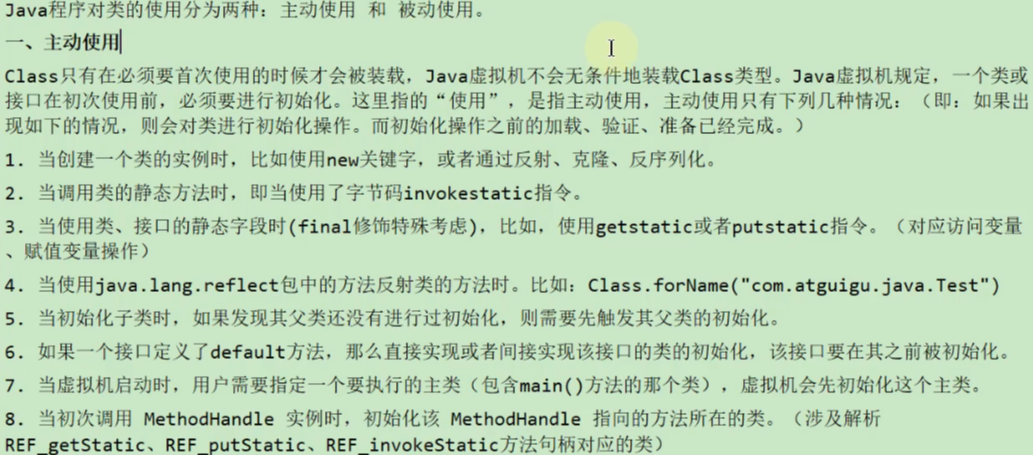 Java程序对类的使用分为两种：主动使用 和 被动使用。
一、主动使用
Class只有在必须要首次使用的时候才会被装载，Java虚拟机不会无条件地装载Class类型。Java虚拟机规定，一个类或
接口在初次使用前，必须要进行初始化。这里指的“使用”，是指主动使用，主动使用只有下列几种情况：（即：如果出
现如下的情况，则会对类进行初始化操作。而初始化操作之前的加载、验证、准备已经完成。）
1. 当创建一个类的实例时，比如使用new关键字，或者通过反射、克隆、反序列化。
2. 当调用类的静态方法时，即当使用了字节码invokestatic指令。
3. 当使用类、接口的静态字段时(final修饰特殊考虑)，比如，使用getstatic或者putstatic指令。（对应访问变量
、赋值变量操作）
4. 当使用java.lang.reflect包中的方法反射类的方法时。比如：Class.forName("com.atguigu.java.Test")
5. 当初始化子类时，如果发现其父类还没有进行过初始化，则需要先触发其父类的初始化。
6. 如果一个接口定义了default方法，那么直接实现或者间接实现该接口的类的初始化，该接口要在其之前被初始化。
7. 当虚拟机启动时，用户需要指定一个要执行的主类（包含main()方法的那个类），虚拟机会先初始化这个主类。
8. 当初次调用 MethodHandle 实例时，初始化该 MethodHandle 指向的方法所在的类。（涉及解析
REF_getStatic、REF_putStatic、REF_invokeStatic方法句柄对应的类）